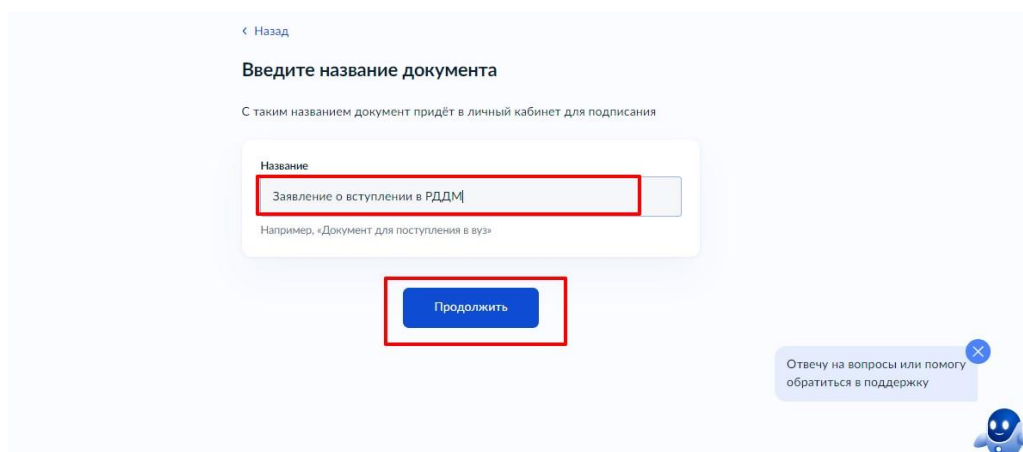 Назад
Введите название документа
С таким названием документ придёт в личный кабинет для подписания
Название
Заявление о вступлении в РДДМ
Например, «Документ для поступления в вуз»
Продолжить
Отвечу на вопросы или помогу
обратиться в поддержку